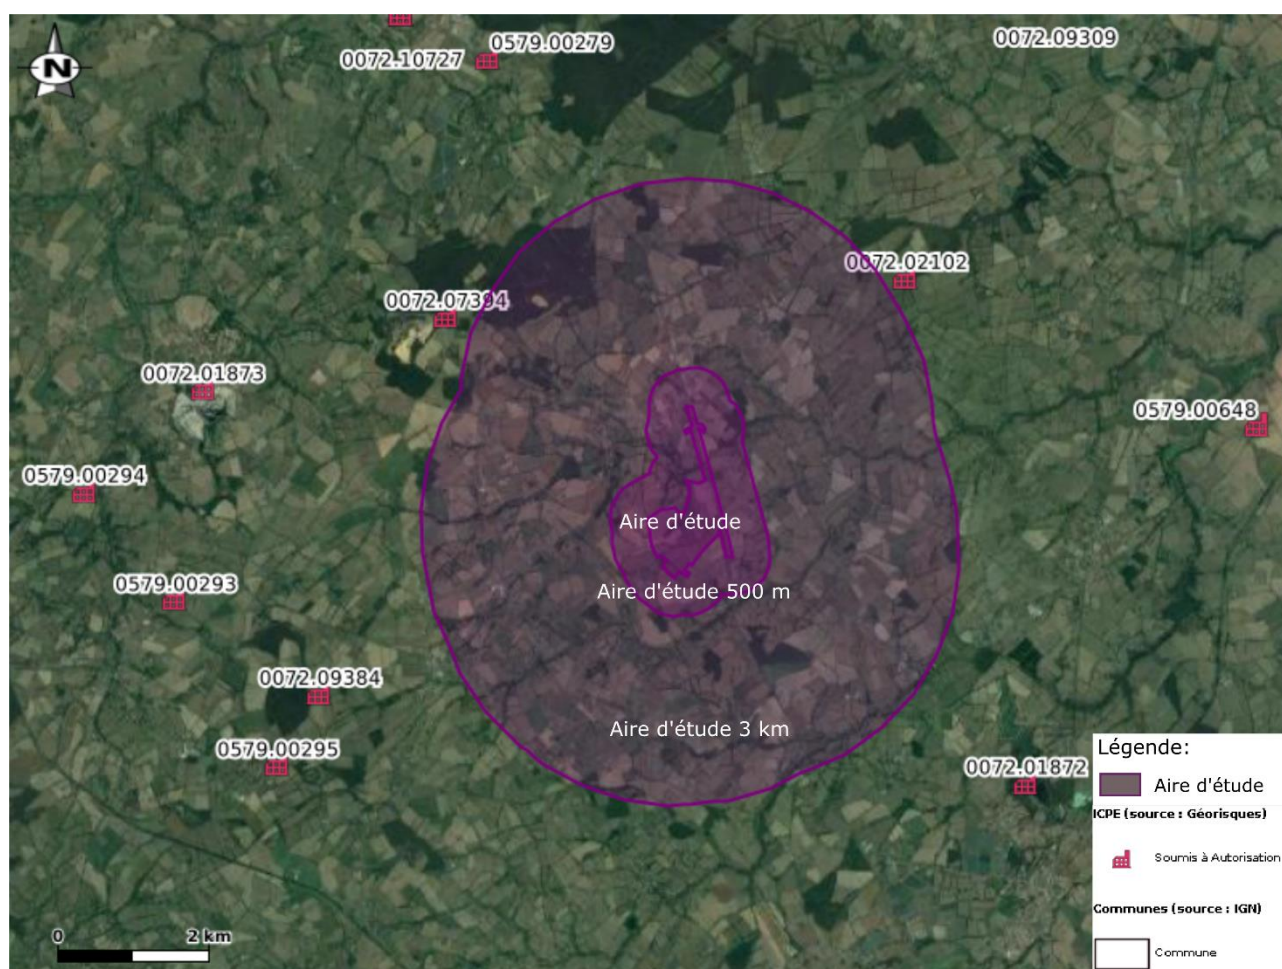 N
0579.00279
0072.10727
0072.09309
0072.02102
0072.07394
0072.01873
0579.00648
0579.00294
Aire d'étude
0579.00293
Aire d'étude 500 m
0072.09384
Aire d'étude 3 km
0579.00295
0072.01872
Légende:
Aire d'étude
ICPE (source : Géorisques)
Soumis à Autorisation
Communes (source : IGN)
Commune
0 2 km